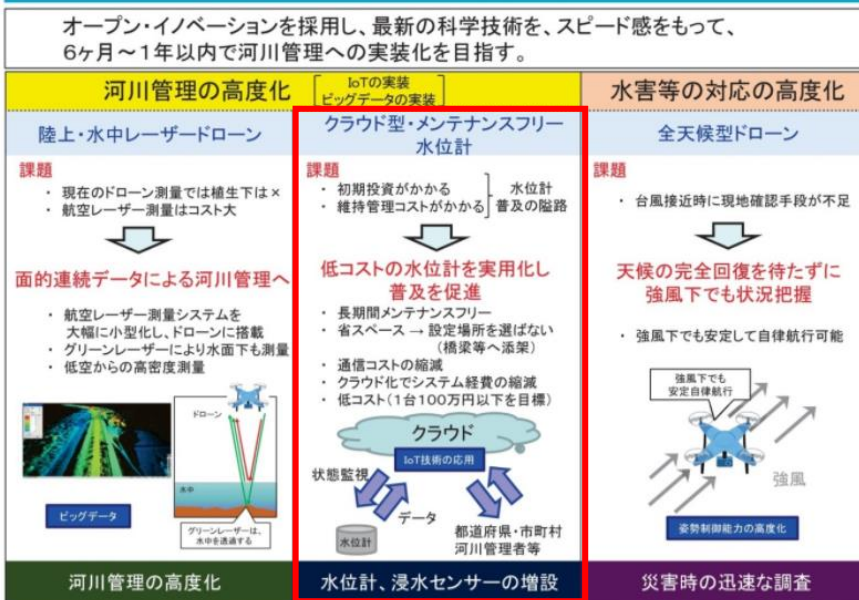 オープン・イノベーションを採用し、最新の科学技術を、スピード感をもって、
6ヶ月～1年以内で河川管理への実装化を目指す。
河川管理の高度化
IoTの実装
ビッグデータの実装
水害等の対応の高度化
陸上・水中レーザードローン
課題
・ 現在のドローン測量では植生下は×
・ 航空レーザー測量はコスト大
面的連続データによる河川管理へ
・ 航空レーザー測量システムを
大幅に小型化し、ドローンに搭載
・ グリーンレーザーにより水面下も測量
・ 低空からの高密度測量
ドローン
水中
ビッグデータ
グリーンレーザーは、
水中を透過する
河川管理の高度化
クラウド型・メンテナンスフリー
水位計
課題
・ 初期投資がかかる
・ 維持管理コストがかかる
水位計
普及の隘路
低コストの水位計を実用化し
普及を促進
・ 長期間メンテナンスフリー
・ 省スペース → 設定場所を選ばない
（橋梁等へ添架）
・ 通信コストの縮減
・ クラウド化でシステム経費の縮減
・ 低コスト（1台100万円以下を目標）
クラウド
IoT技術の応用
状態監視
データ
水位計
都道府県・市町村
河川管理者等
水位計、浸水センサーの増設
全天候型ドローン
課題
・ 台風接近時に現地確認手段が不足
天候の完全回復を待たずに
強風下でも状況把握
・ 強風下でも安定して自律航行可能
強風下でも
安定自律航行
強風
姿勢制御能力の高度化
災害時の迅速な調査